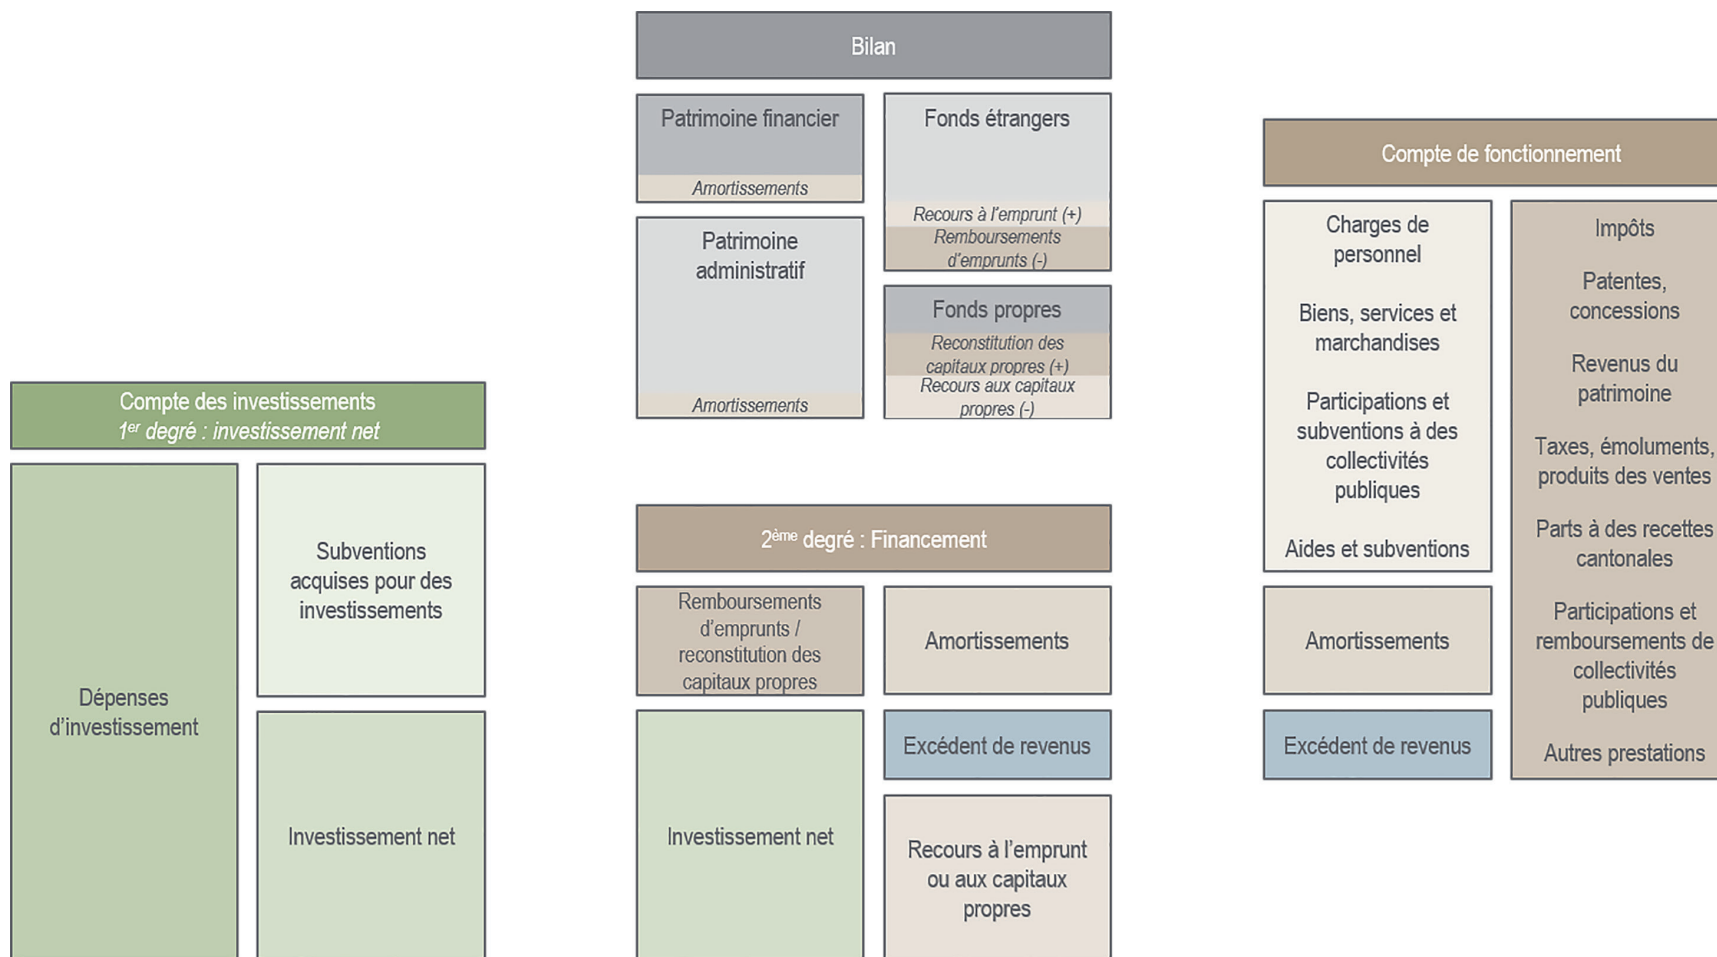 Bilan
Patrimoine financier
Amortissements
Patrimoine
administratif
Amortissements
Fonds étrangers
Recours à l'emprunt (+)
Remboursements
d'emprunts (-)
Fonds propres
Reconstitution des
capitaux propres (+)
Recours aux capitaux
propres (-)
Compte des investissements
1er degré : investissement net
Dépenses
d'investissement
Subventions
acquises pour des
investissements
Investissement net
2ème degré : Financement
Remboursements
d'emprunts /
reconstitution des
capitaux propres
Investissement net
Amortissements
Excédent de revenus
Recours à l'emprunt
ou aux capitaux
propres
Compte de fonctionnement
Charges de
personnel
Biens, services et
marchandises
Participations et
subventions à des
collectivités
publiques
Aides et subventions
Amortissements
Excédent de revenus
Impôts
Patentes,
concessions
Revenus du
patrimoine
Taxes, émoluments,
produits des ventes
Parts à des recettes
cantonales
Participations et
remboursements de
collectivités
publiques
Autres prestations